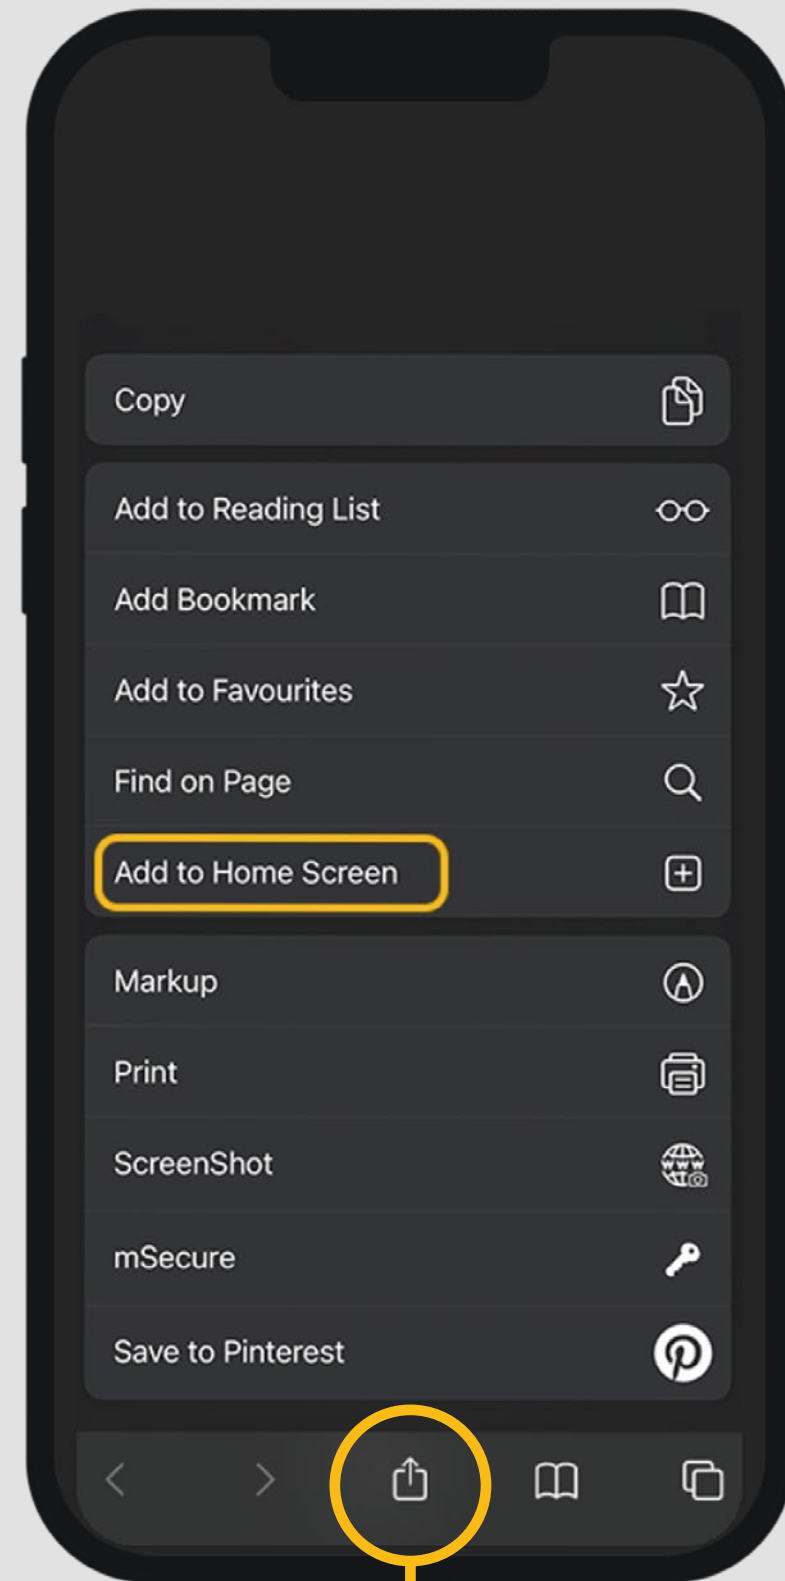 Copy
Add to Reading List
Add Bookmark
Add to Favourites
Find on Page
Add to Home Screen
Markup
Print
ScreenShot
mSecure
Save to Pinterest